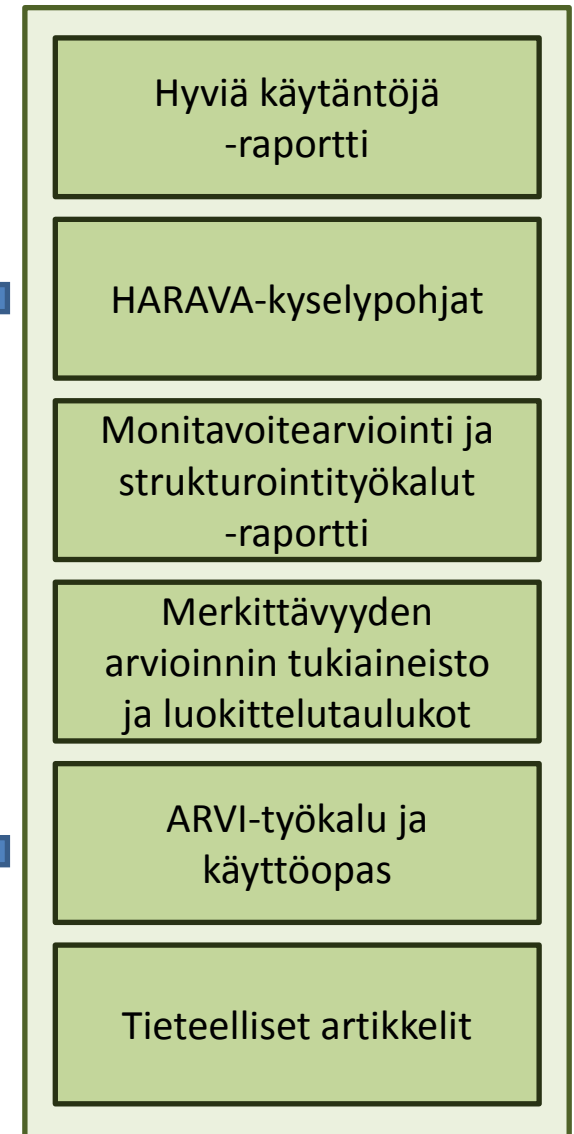 Hyviä käytäntöjä
-raportti
HARAVA-kyselypohjat
Monitavoitearviointi ja
strukturointityökalut
-raportti
Merkittävyyden
arvioinnin tukiaineisto
ja luokittelutaulukot
ARVI-työkalu ja
käyttöopas
Tieteelliset artikkelit